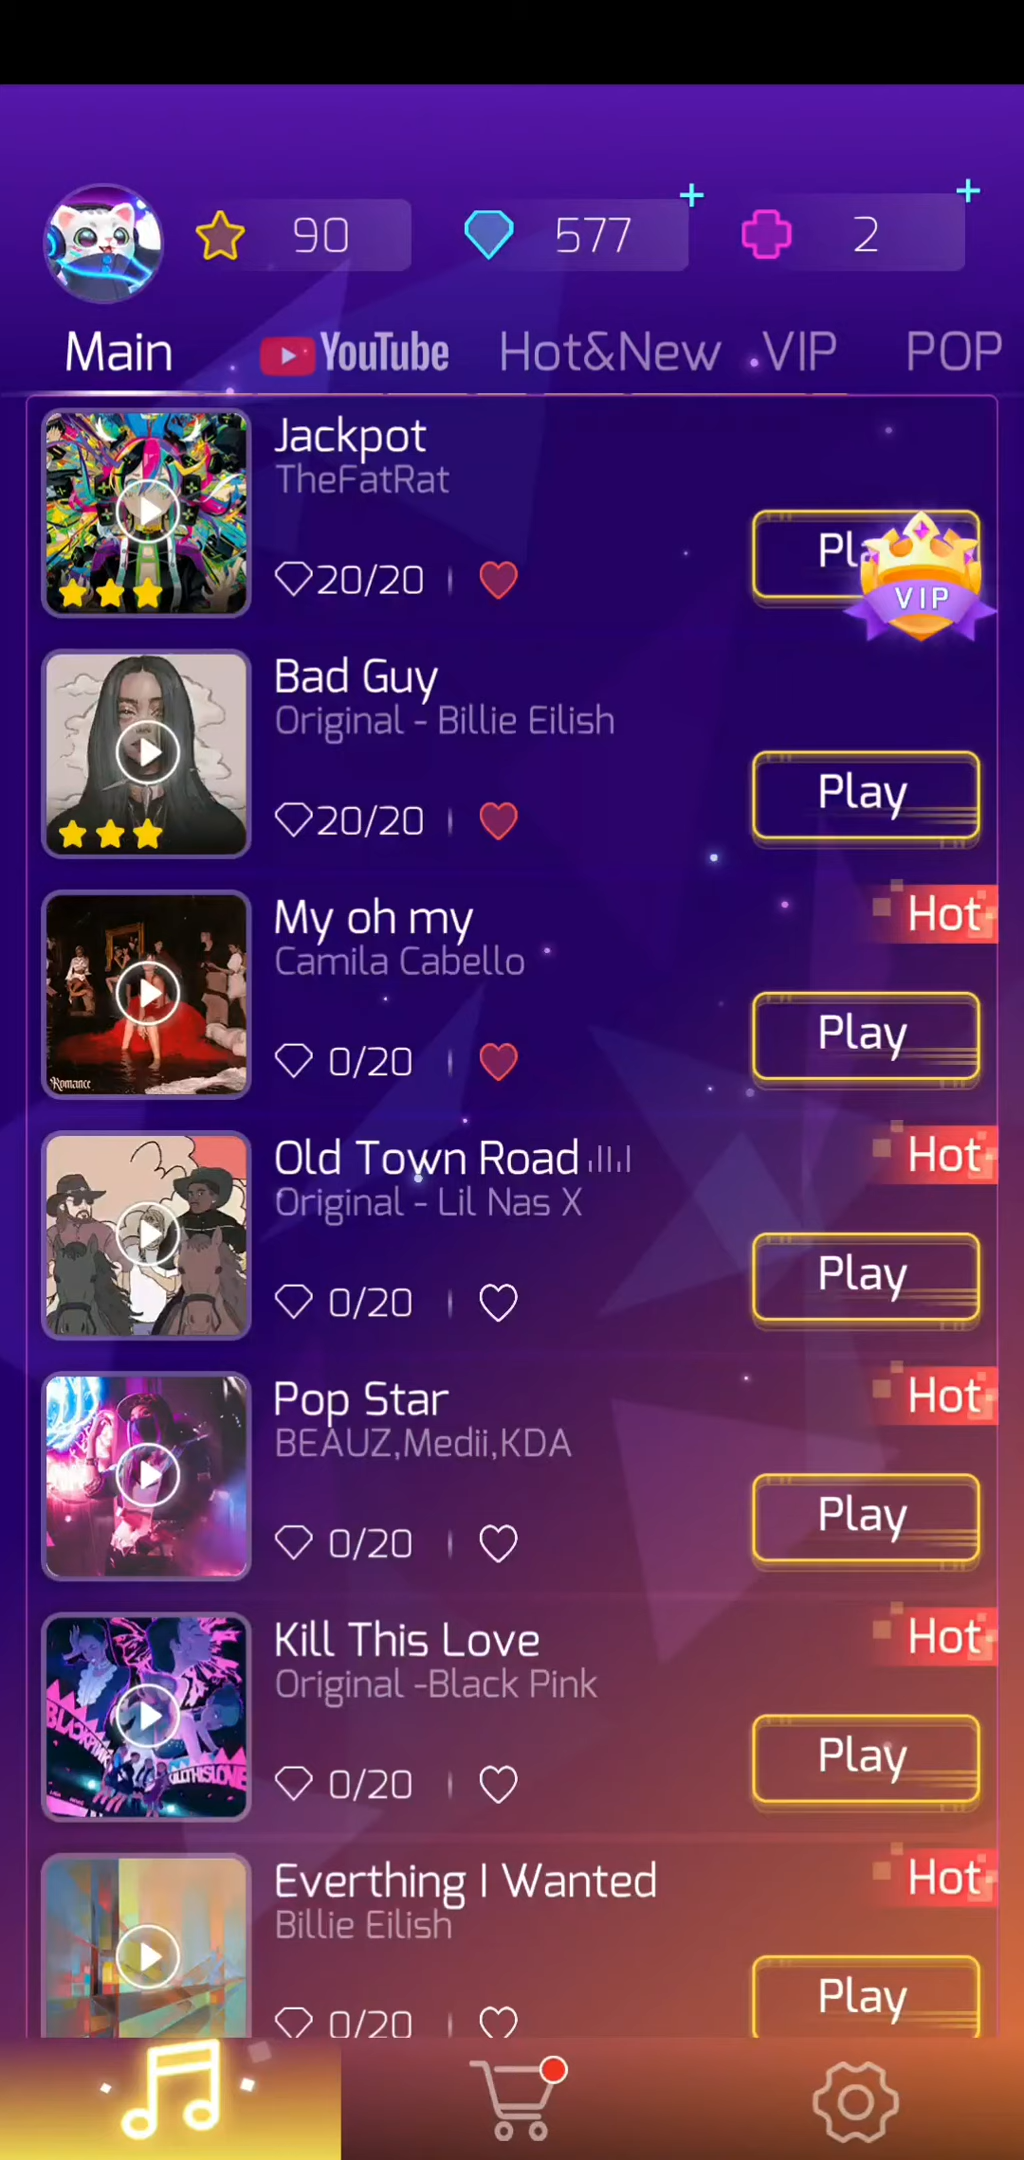 90 577 2
Main YouTube Hot&New VIP POP
Jackpot
TheFatRat
20/20
VIP
Bad Guy
Original - Billie Eilish
Play
20/20
Hot
My oh my
Camila Cabello
Play
0/20
Romance
Hot
Old Town Road
Original - Lil Nas X
Play
0/20
Hot
Pop Star
BEAUZ,Medii,KDA
Play
0/20
Hot
Kill This Love
Original -Black Pink
BLACKPINK
KILLTHISLOVE
Play
0/20
Hot
Everthing I Wanted
Billie Eilish
Play
0/20